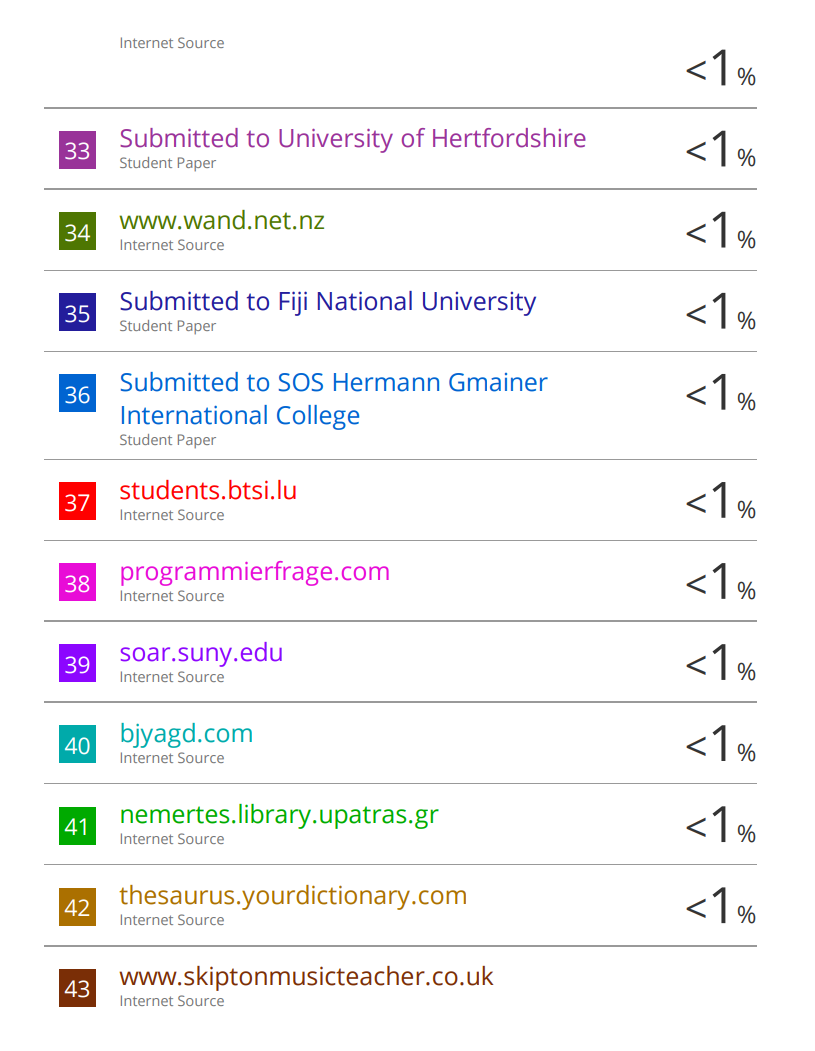 Internet Source
<1%
33 Submitted to University of Hertfordshire <1%
Student Paper
34 www.wand.net.nz <1%
Internet Source
35 Submitted to Fiji National University <1%
Student Paper
36 Submitted to SOS Hermann Gmainer <1%
International College
Student Paper
37 students.btsi.lu <1%
Internet Source
38 programmierfrage.com <1%
Internet Source
39 soar.suny.edu <1%
Internet Source
40 bjyagd.com <1%
Internet Source
41 nemertes.library.upatras.gr <1%
Internet Source
42 thesaurus.yourdictionary.com <1%
Internet Source
43 www.skiptonmusicteacher.co.uk
Internet Source